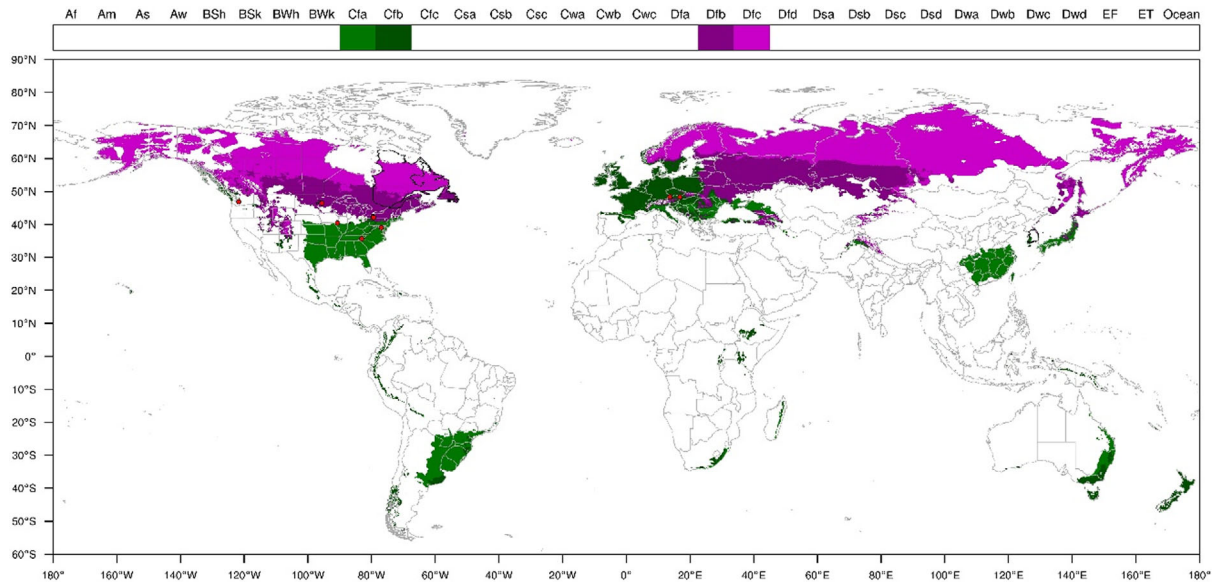 Af Am As Aw BSh BSk BWh BWk Cfa Cfb Cfc Csa Csb Csc Cwa Cwb Cwc Dfa Dfb Dfc Dfd Dsa Dsb Dsc Dsd Dwa Dwb Dwc Dwd EF ET Ocean
90°N
80°N
70°N
60°N
50°N
40°N
30°N
20°N
10°N
0°
10°S
20°S
30°S
40°S
50°S
60°S
180° 160°W 140°W 120°W 100°W 80°W 60°W 40°W 20°W 0° 20°E 40°E 60°E 80°E 100°E 120°E 140°E 160°E 180°